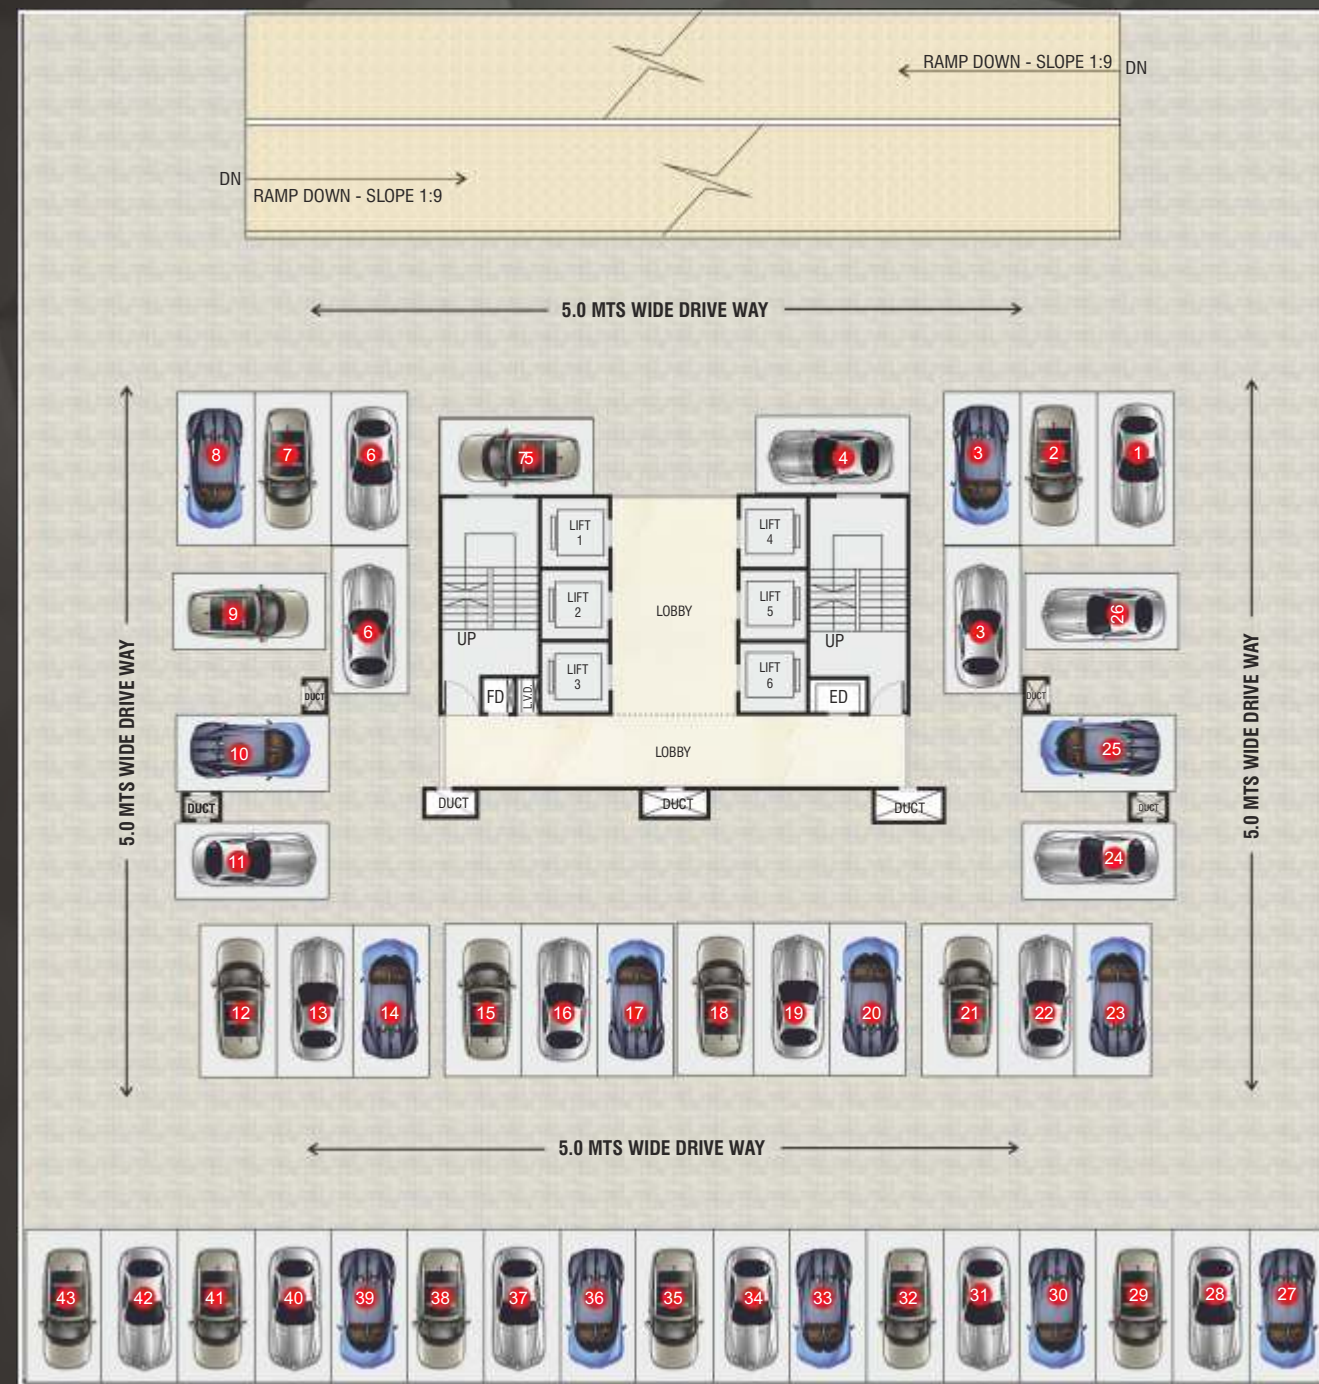 RAMP DOWN - SLOPE 1:9
DN
DN
RAMP DOWN - SLOPE 1:9
5.0 MTS WIDE DRIVE WAY
8
7
6
75
4
3
2
1
LIFT
1
LIFT
4
LIFT
2
LOBBY
LIFT
5
9
6
UP
UP
3
26
LIFT
3
LIFT
6
5.0 MTS WIDE DRIVE WAY
5.0 MTS WIDE DRIVE WAY
DUCT
FD
L.V.D.
ED
DUCT
10
LOBBY
25
DUCT
DUCT
DUCT
DUCT
DUCT
11
24
12
13
14
15
16
17
18
19
20
21
22
23
5.0 MTS WIDE DRIVE WAY
43
42
41
40
39
38
37
36
35
34
33
32
31
30
29
28
27